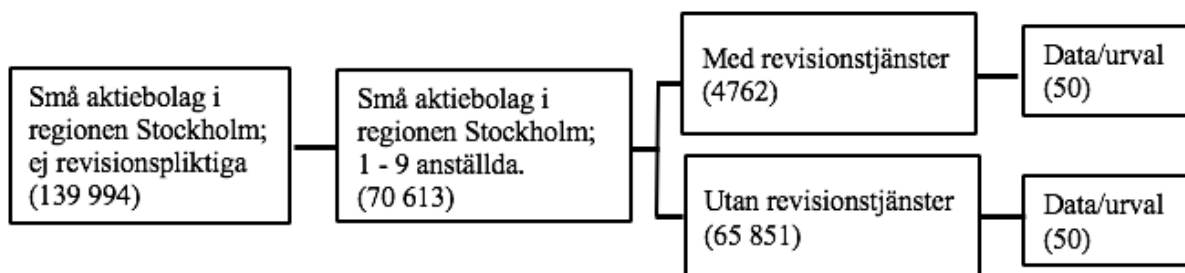 Små aktiebolag i
regionen Stockholm;
ej revisionspliktiga
(139 994)
Små aktiebolag i
regionen Stockholm;
1 - 9 anställda.
(70 613)
Med revisionstjänster
(4762)
Data/urval
(50)
Utan revisionstjänster
(65 851)
Data/urval
(50)